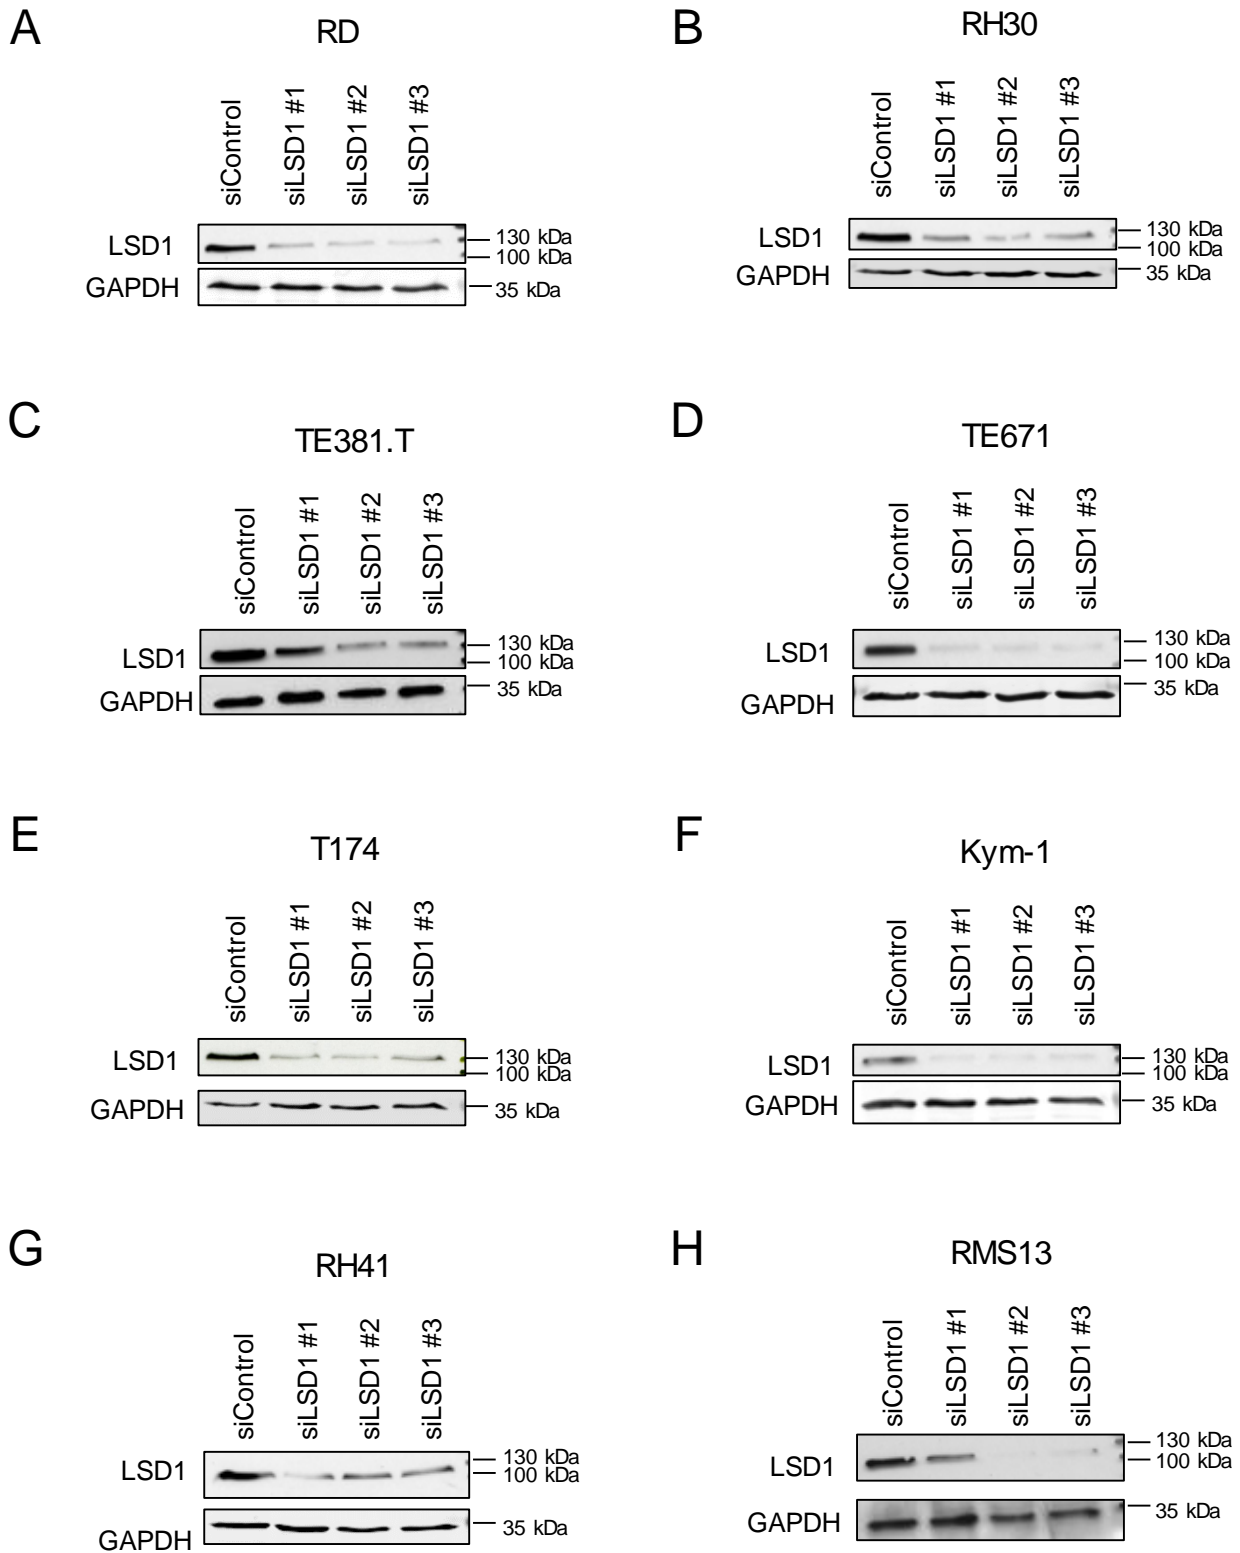 A
RD
siControl
siLSD1 #1
siLSD1 #2
siLSD1 #3
LSD1
130 kDa
100 kDa
GAPDH
35 kDa
B
RH30
siControl
siLSD1 #1
siLSD1 #2
siLSD1 #3
LSD1
130 kDa
100 kDa
GAPDH
35 kDa
C
TE381.T
siControl
siLSD1 #1
siLSD1 #2
siLSD1 #3
LSD1
130 kDa
100 kDa
GAPDH
35 kDa
D
TE671
siControl
siLSD1 #1
siLSD1 #2
siLSD1 #3
LSD1
130 kDa
100 kDa
GAPDH
35 kDa
E
T174
siControl
siLSD1 #1
siLSD1 #2
siLSD1 #3
LSD1
130 kDa
100 kDa
GAPDH
35 kDa
F
Kym-1
siControl
siLSD1 #1
siLSD1 #2
siLSD1 #3
LSD1
130 kDa
100 kDa
GAPDH
35 kDa
G
RH41
siControl
siLSD1 #1
siLSD1 #2
siLSD1 #3
LSD1
130 kDa
100 kDa
GAPDH
35 kDa
H
RMS13
siControl
siLSD1 #1
siLSD1 #2
siLSD1 #3
LSD1
130 kDa
100 kDa
GAPDH
35 kDa